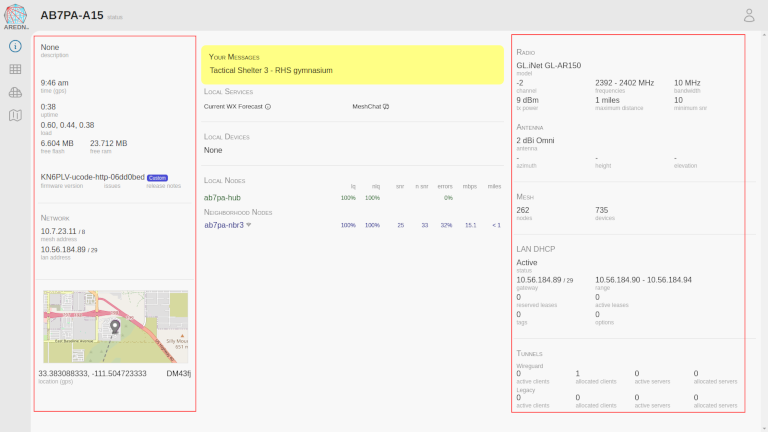 AREDN
AB7PA-A15 status
None
description
9:46 am
time (gps)
0:38
uptime
0.60, 0.44, 0.38
load
6.604 MB 23.712 MB
free flash free ram
KN6PLV-ucode-http-06dd0bed Custom
firmware version issues release notes
NETWORK
10.7.23.11 / 8
mesh address
10.56.184.89 / 29
lan address
33.383088333, -111.504723333 DM43fj
location (gps)
YOUR MESSAGES
Tactical Shelter 3 - RHS gymnasium
LOCAL SERVICES
Current WX Forecast MeshChat
LOCAL DEVICES
None
LOCAL NODES
lq nlq snr n snr errors mbps miles
ab7pa-hub 100% 100% 0%
NEIGHBORHOOD NODES
ab7pa-nbr3 100% 100% 25 33 32% 15.1 < 1
RADIO
GL.iNet GL-AR150
model
-2 2392 - 2402 MHz 10 MHz
channel frequencies bandwidth
9 dBm 1 miles 10
tx power maximum distance minimum snr
ANTENNA
2 dBi Omni
antenna
- - -
azimuth height elevation
MESH
262 735
nodes devices
LAN DHCP
Active
status
10.56.184.89 / 29 10.56.184.90 - 10.56.184.94
gateway range
0 0
reserved leases active leases
0 0
tags options
TUNNELS
Wireguard
0 1 0 0
active clients allocated clients active servers allocated servers
Legacy
0 0 0 0
active clients allocated clients active servers allocated servers